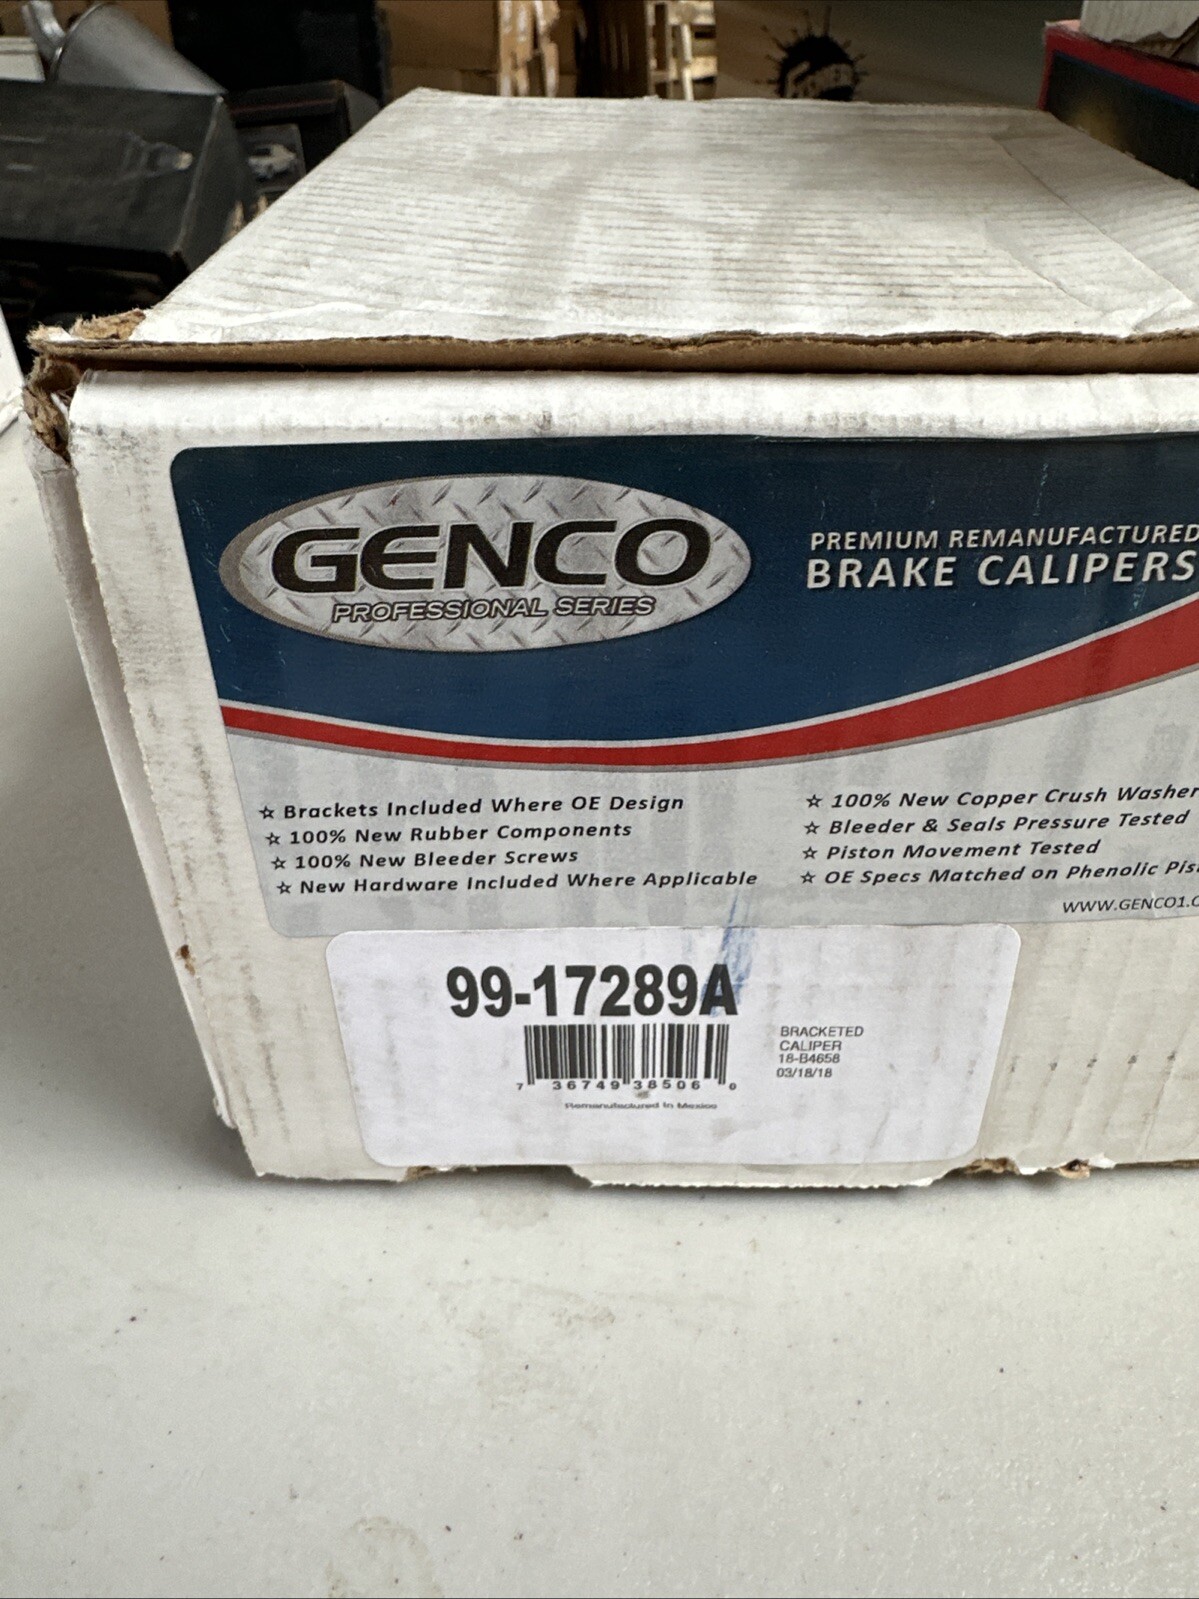 GENCO
PROFESSIONAL SERIES
PREMIUM REMANUFACTURED
BRAKE CALIPERS
☆ Brackets Included Where OE Design
☆ 100% New Rubber Components
☆ 100% New Bleeder Screws
☆ New Hardware Included Where Applicable
☆ 100% New Copper Crush Washer
☆ Bleeder & Seals Pressure Tested
☆ Piston Movement Tested
☆ OE Specs Matched on Phenolic Pis
WWW.GENCO1.C
99-17289A
7 36749 38506 0
Remanufactured In Mexico
BRACKETED
CALIPER
18-B4658
03/18/18